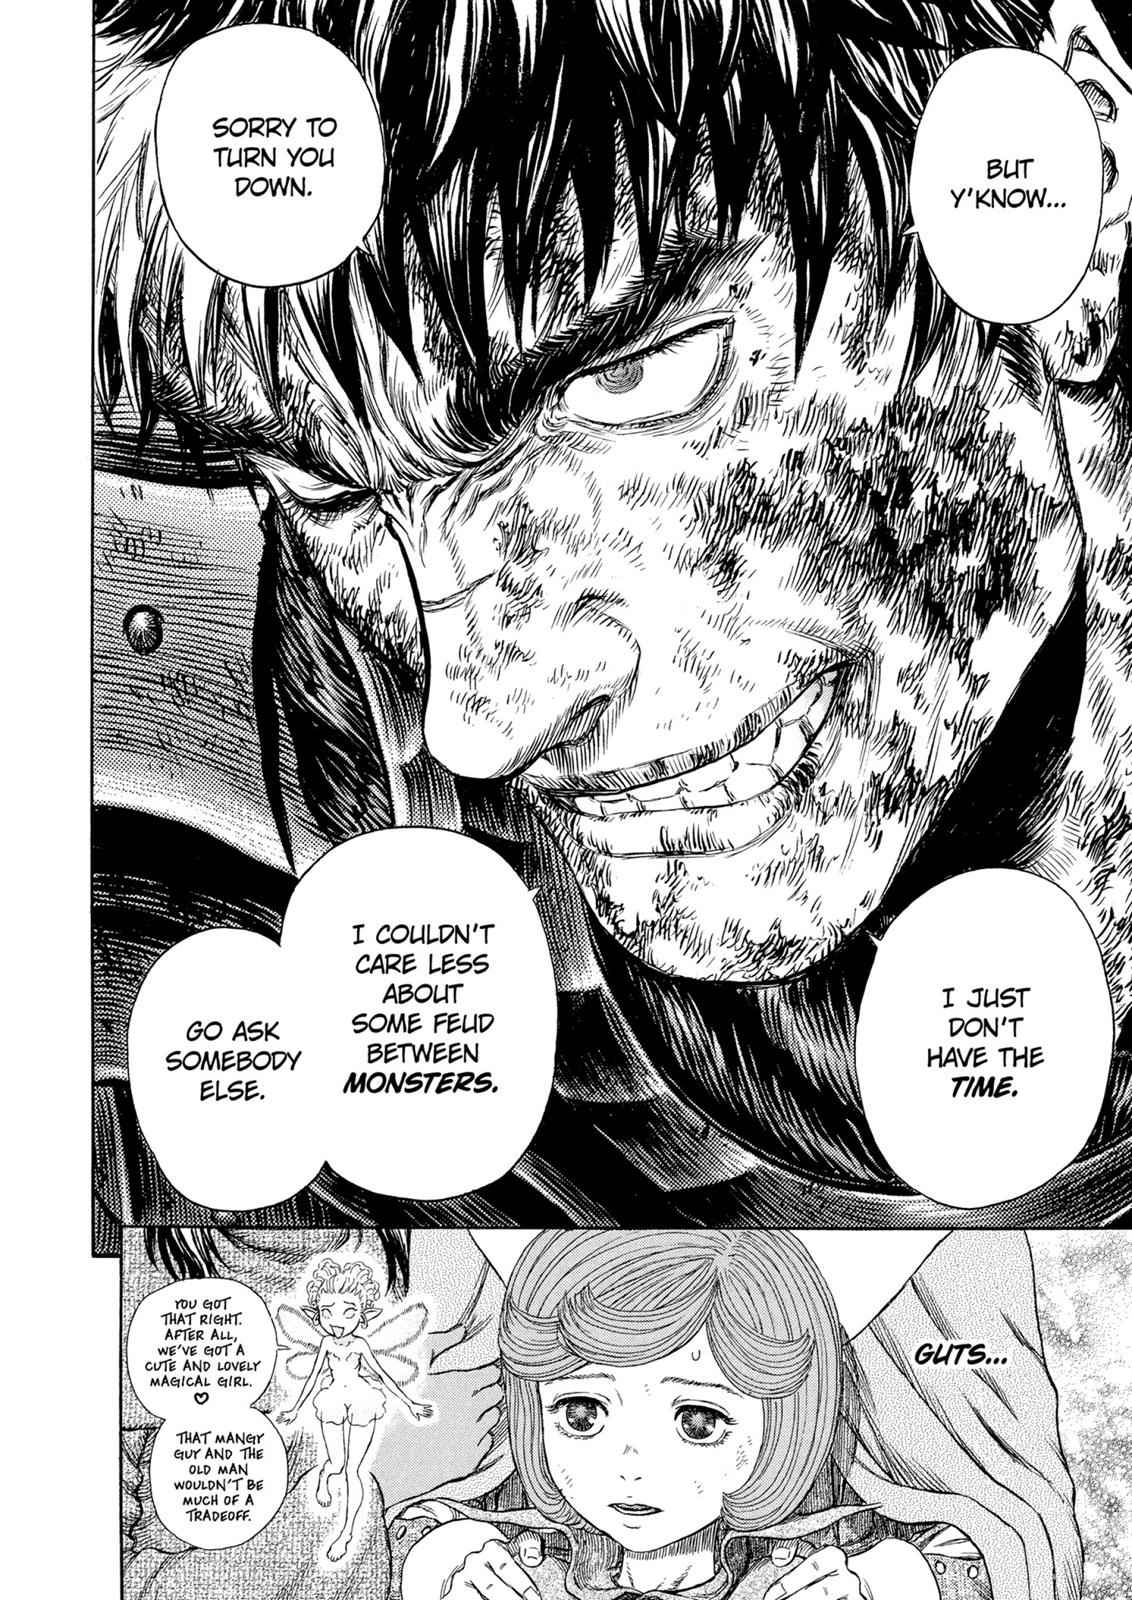 BUT
Y'KNOW...
SORRY TO
TURN YOU
DOWN.
I JUST
DON'T
HAVE THE
TIME.
I COULDN'T
CARE LESS
ABOUT
SOME FEUD
BETWEEN
MONSTERS.
GO ASK
SOMEBODY
ELSE.
GUTS...
YOU GOT
THAT RIGHT.
AFTER ALL,
WE'VE GOT A
CUTE AND LOVELY
MAGICAL GIRL.
♡
THAT MANGY
GUY AND THE
OLD MAN
WOULDN'T BE
MUCH OF A
TRADEOFF.